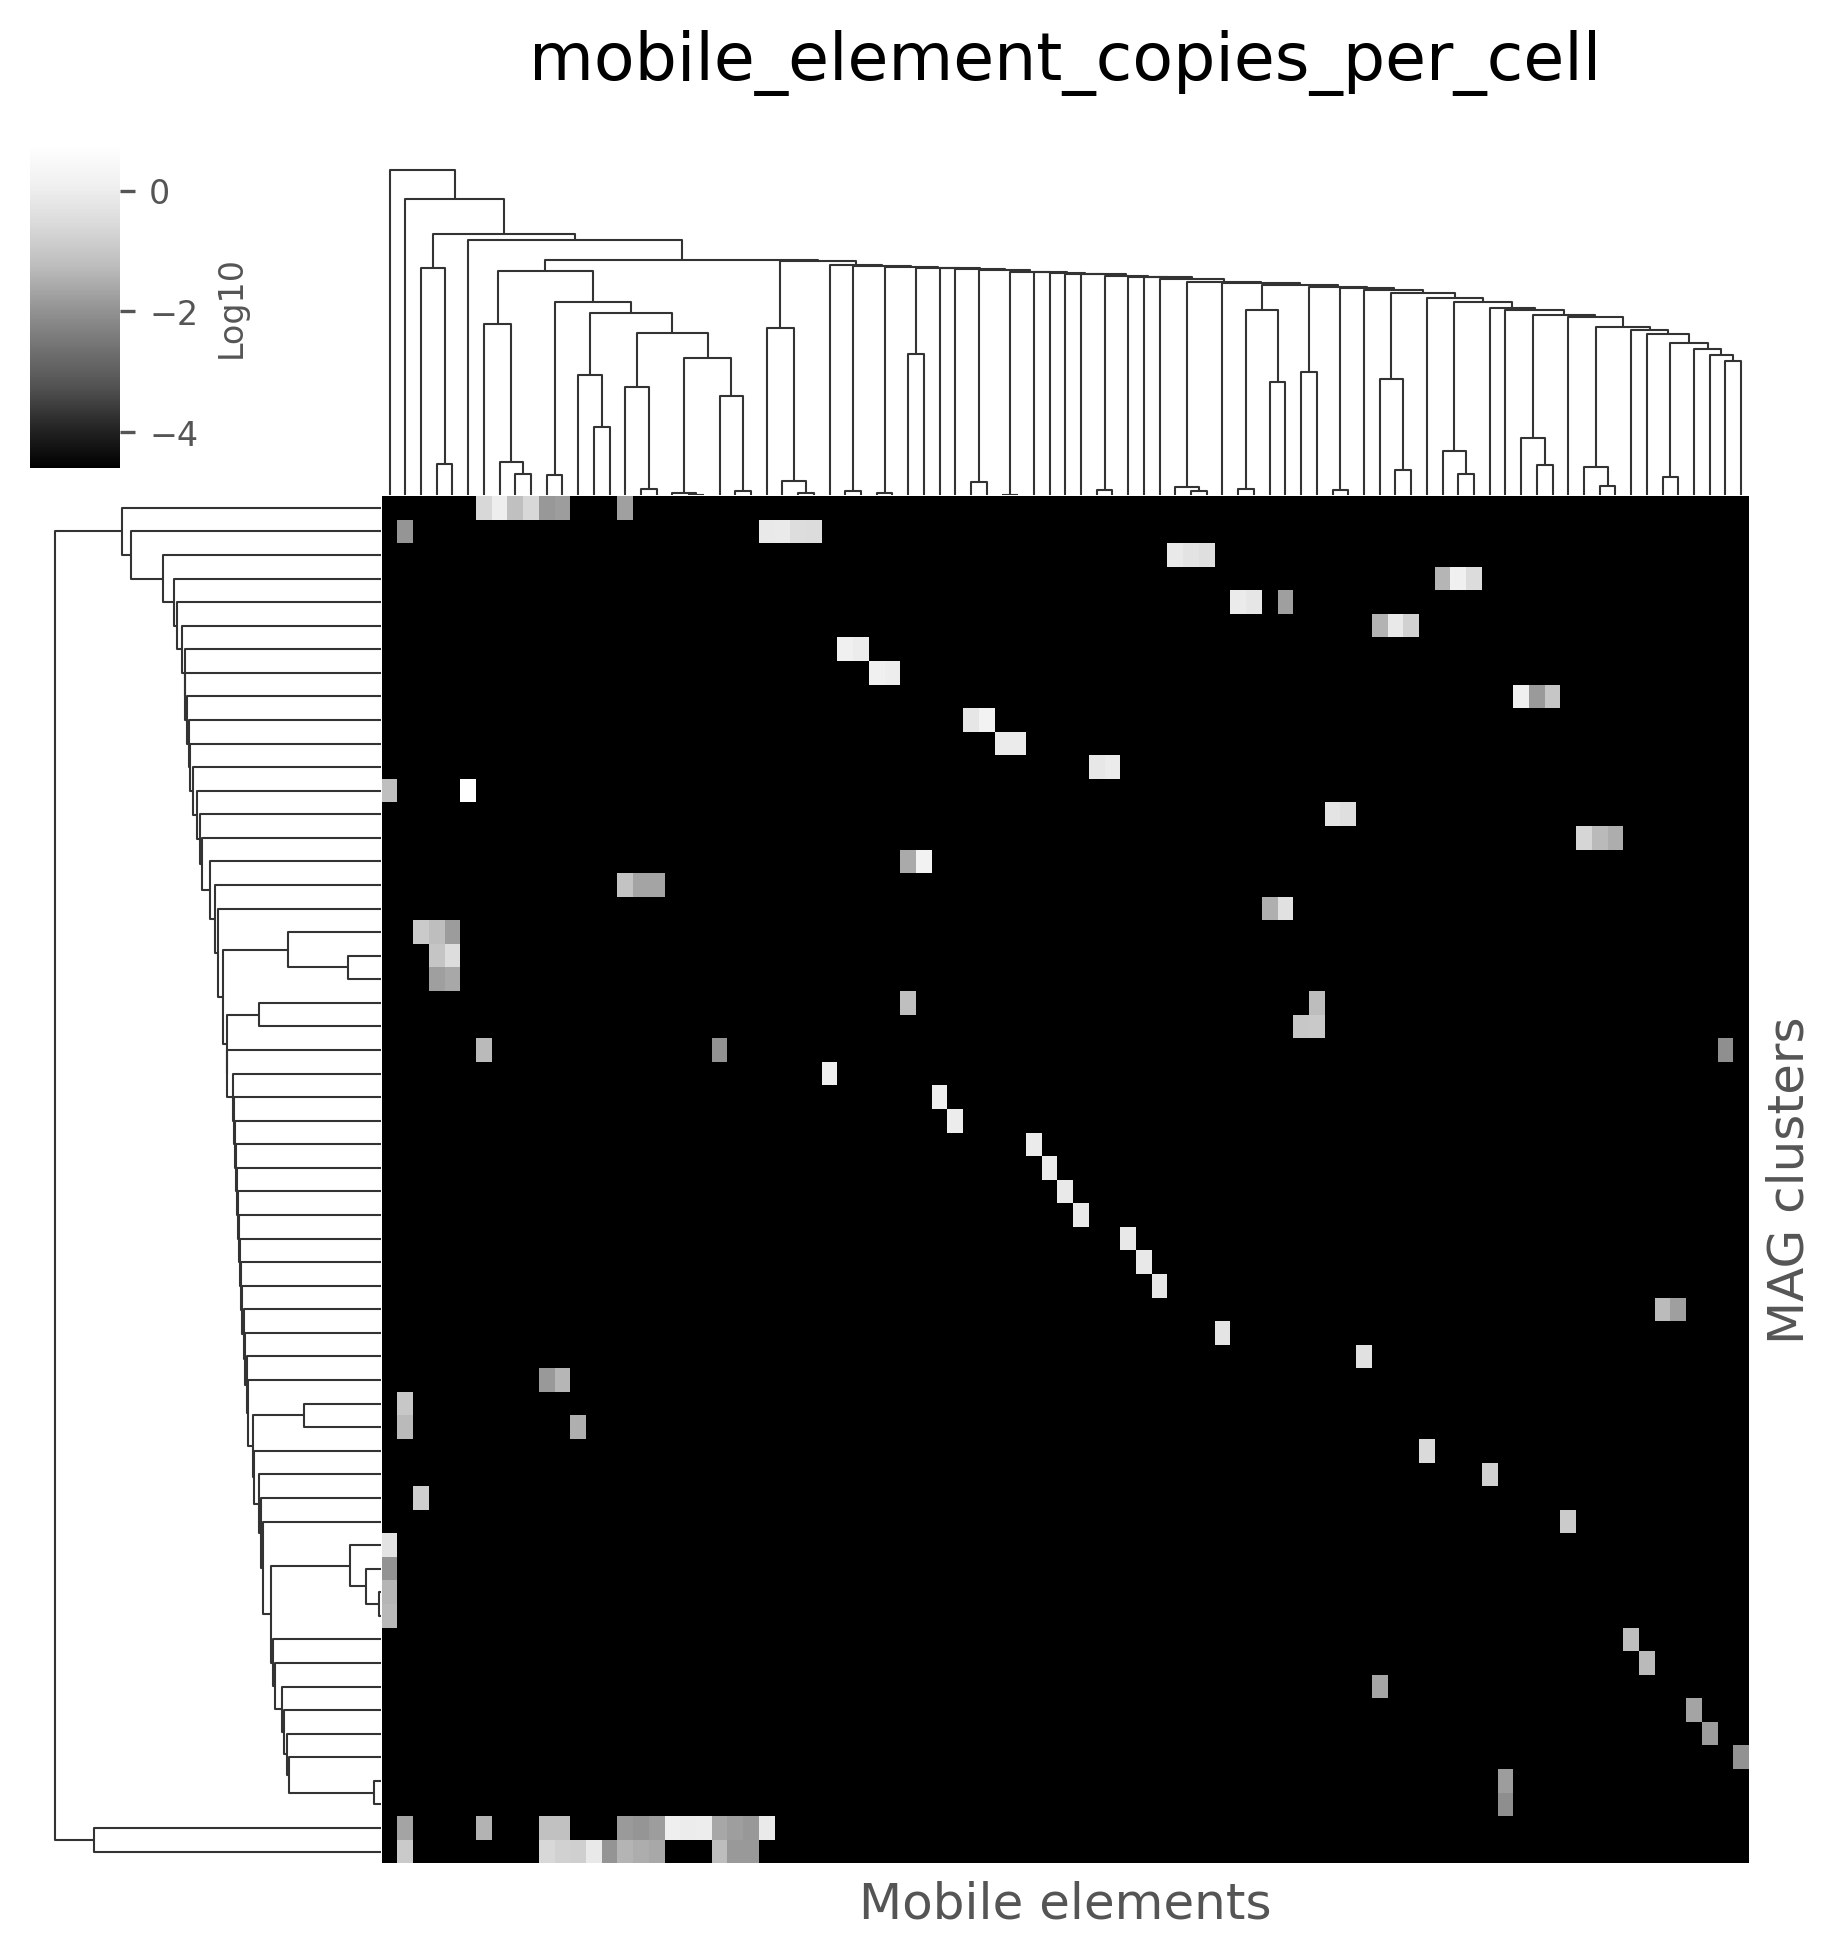 mobile_element_copies_per_cell
0
−2
−4
Log10
MAG clusters
Mobile elements